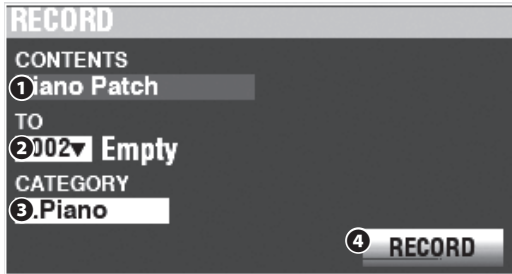 RECORD
CONTENTS
1 iano Patch
TO
2 002▼ Empty
CATEGORY
3 .Piano
4 RECORD